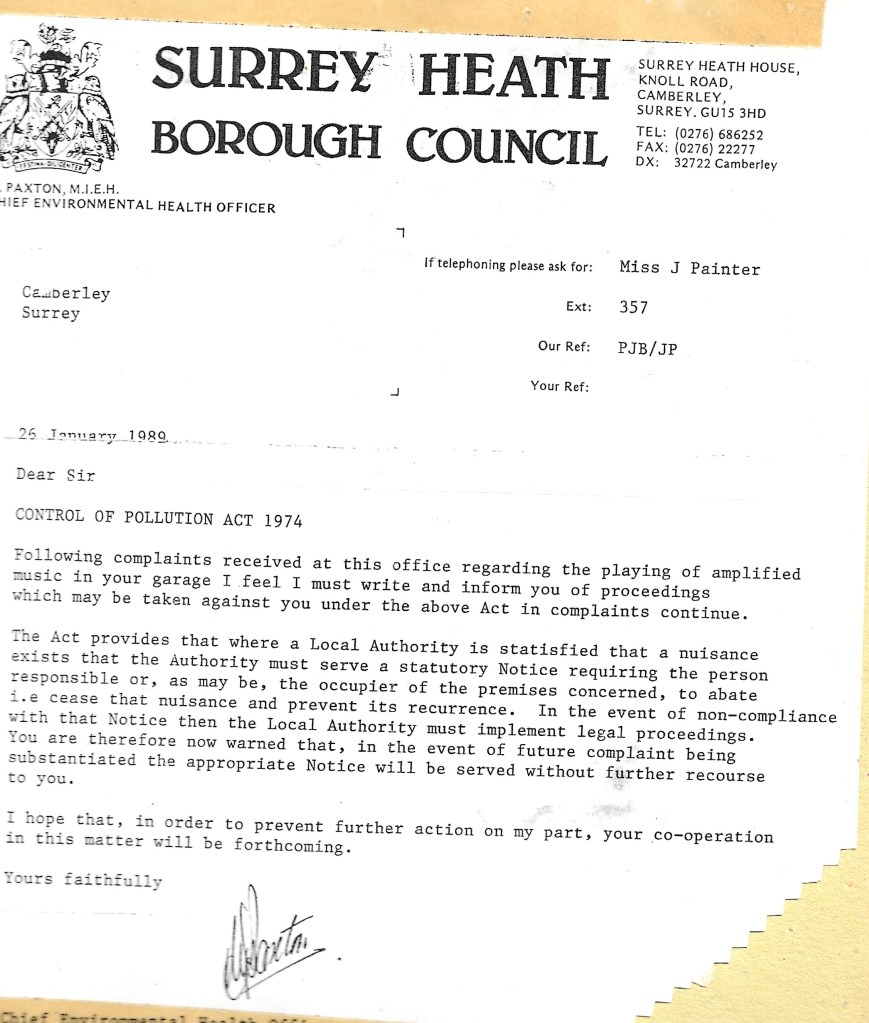 SURREY HEATH
BOROUGH COUNCIL
SURREY HEATH HOUSE,
KNOLL ROAD,
CAMBERLEY,
SURREY. GU15 3HD
TEL: (0276) 686252
FAX: (0276) 22277
DX: 32722 Camberley
PAXTON, M.I.E.H.
HIEF ENVIRONMENTAL HEALTH OFFICER
If telephoning please ask for: Miss J Painter
Camberley
Surrey
Ext: 357
Our Ref: PJB/JP
Your Ref:
26 January 1989
Dear Sir
CONTROL OF POLLUTION ACT 1974
Following complaints received at this office regarding the playing of amplified
music in your garage I feel I must write and inform you of proceedings
which may be taken against you under the above Act in complaints continue.
The Act provides that where a Local Authority is statisfied that a nuisance
exists that the Authority must serve a statutory Notice requiring the person
responsible or, as may be, the occupier of the premises concerned, to abate
i.e cease that nuisance and prevent its recurrence. In the event of non-compliance
with that Notice then the Local Authority must implement legal proceedings.
You are therefore now warned that, in the event of future complaint being
substantiated the appropriate Notice will be served without further recourse
to you.
I hope that, in order to prevent further action on my part, your co-operation
in this matter will be forthcoming.
Yours faithfully
Paxton
Chief Environmental Health